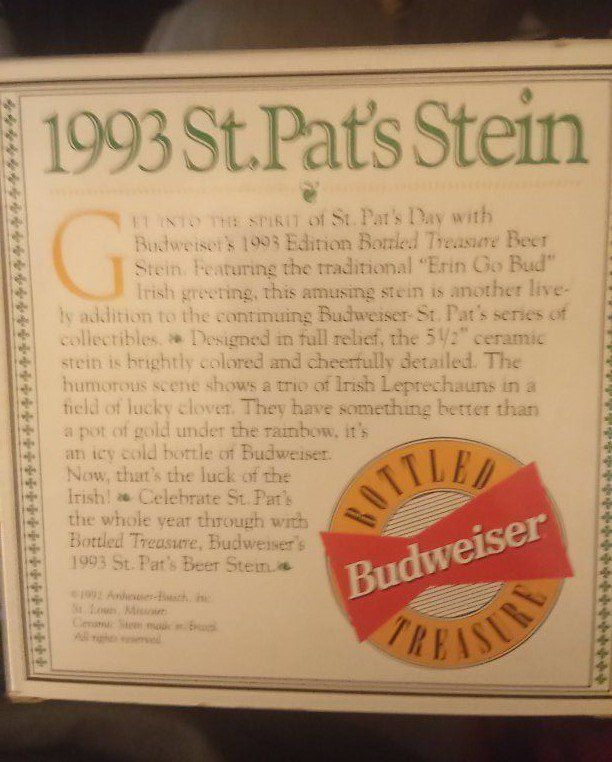 1993 St. Pat's Stein
GET INTO THE SPIRIT of St. Pat's Day with
Budweiser's 1993 Edition Bottled Treasure Beer
Stein. Featuring the traditional "Erin Go Bud"
Irish greeting, this amusing stein is another live-
ly addition to the continuing Budweiser St. Pat's series of
collectibles. ❧ Designed in full relief, the 5 1/2" ceramic
stein is brightly colored and cheerfully detailed. The
humorous scene shows a trio of Irish Leprechauns in a
field of lucky clover. They have something better than
a pot of gold under the rainbow, it's
an icy cold bottle of Budweiser.
Now, that's the luck of the
Irish! ❧ Celebrate St. Pat's
the whole year through with
Bottled Treasure, Budweiser's
1993 St. Pat's Beer Stein. ❧
©1992 Anheuser-Busch, Inc.
St. Louis, Missouri
Ceramic Stein made in Brazil
All rights reserved.
BOTTLED
Budweiser
TREASURE